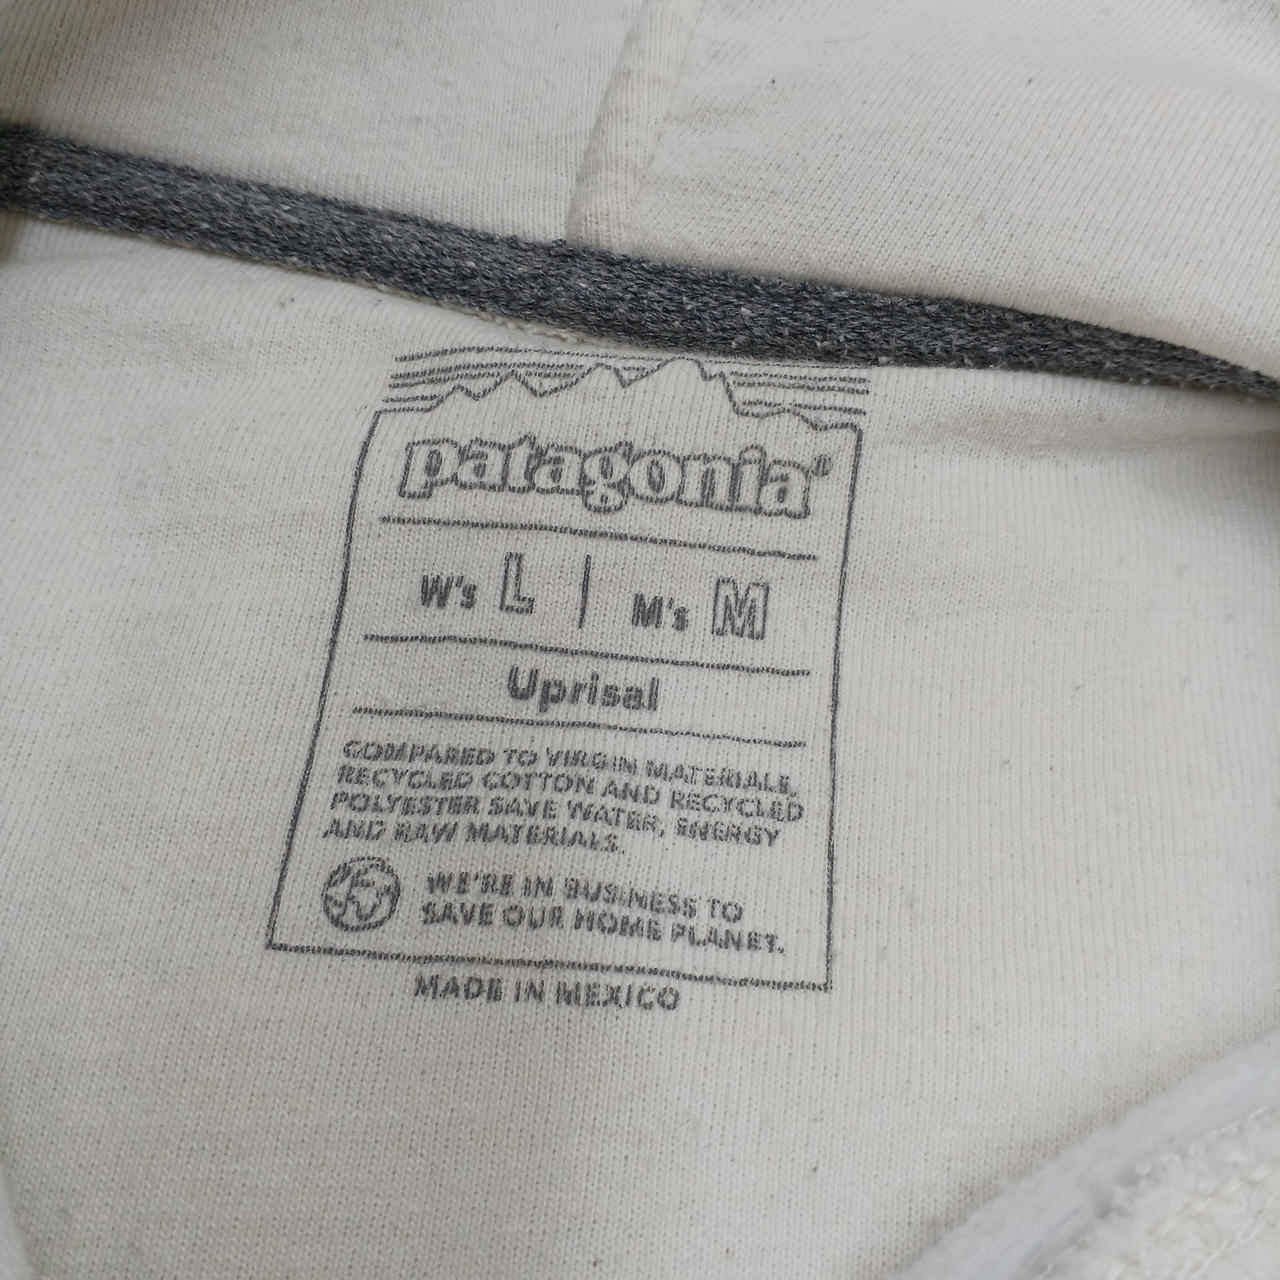 patagonia®
W's L | M's M
Uprisal
COMPARED TO VIRGIN MATERIALS,
RECYCLED COTTON AND RECYCLED
POLYESTER SAVE WATER, ENERGY
AND RAW MATERIALS.
WE'RE IN BUSINESS TO
SAVE OUR HOME PLANET.
MADE IN MEXICO